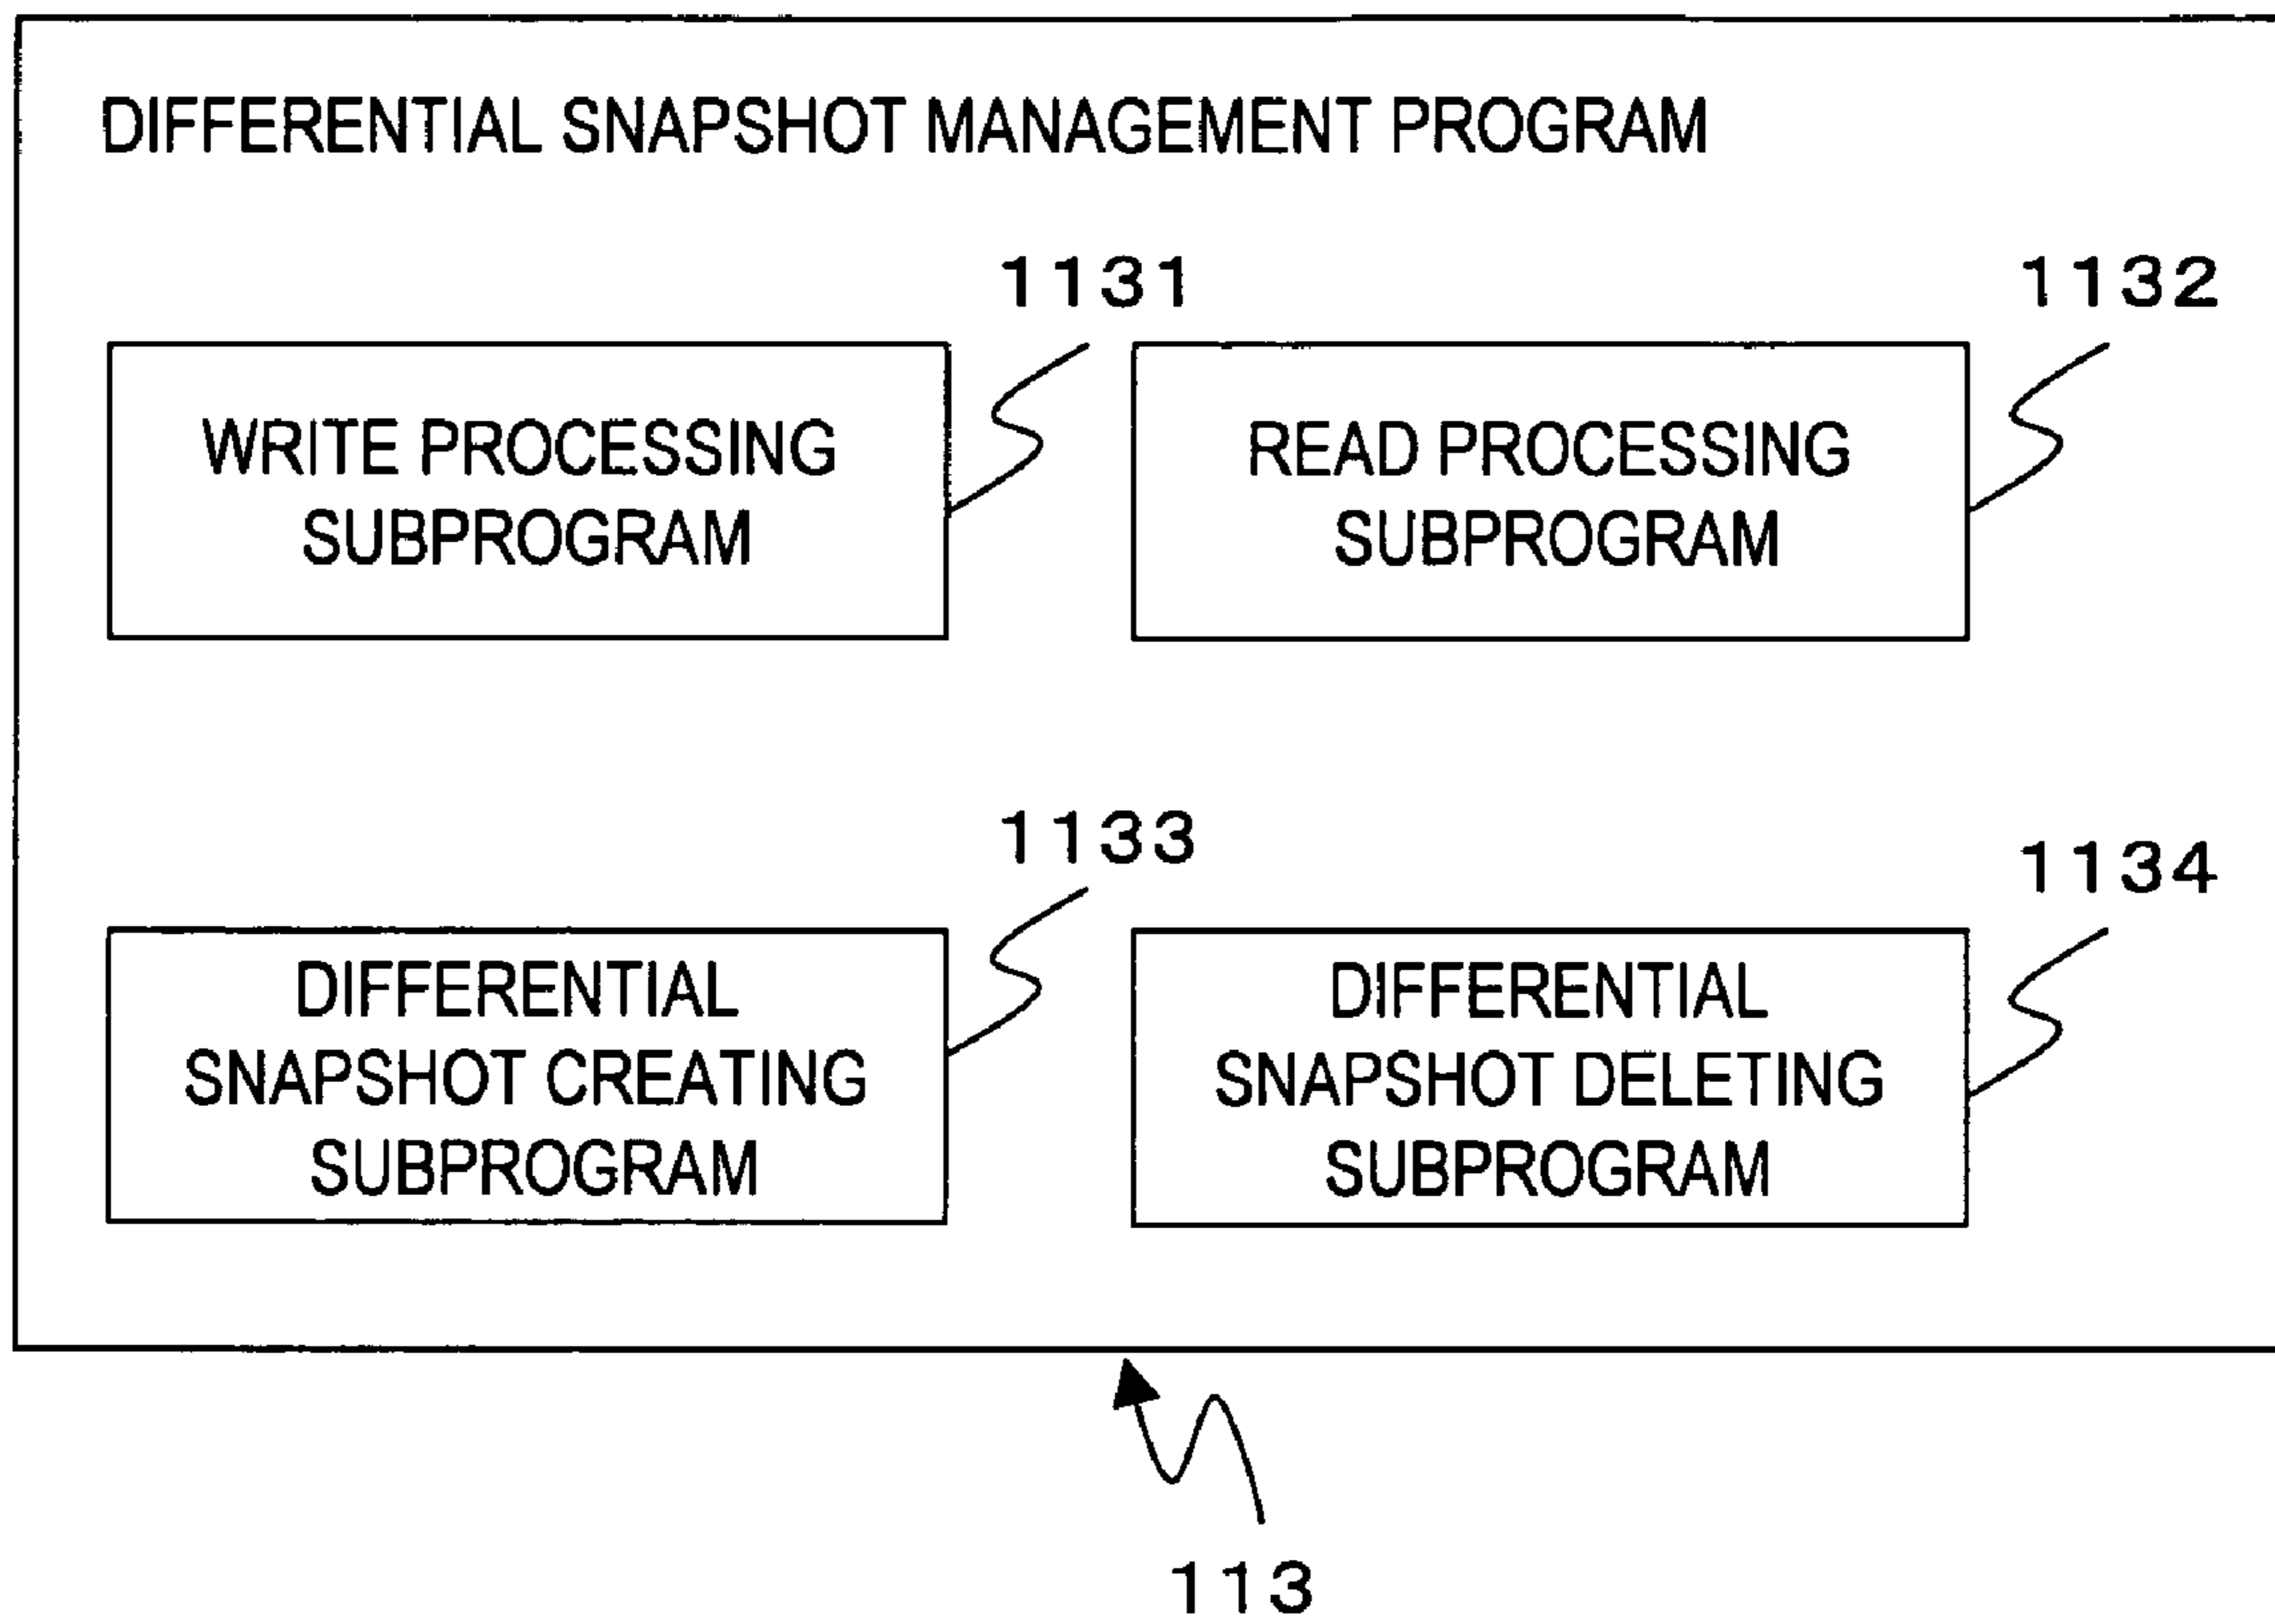 DIFFERENTIAL SNAPSHOT MANAGEMENT PROGRAM
1131
WRITE PROCESSING
SUBPROGRAM
1132
READ PROCESSING
SUBPROGRAM
1133
DIFFERENTIAL
SNAPSHOT CREATING
SUBPROGRAM
1134
DIFFERENTIAL
SNAPSHOT DELETING
SUBPROGRAM
113